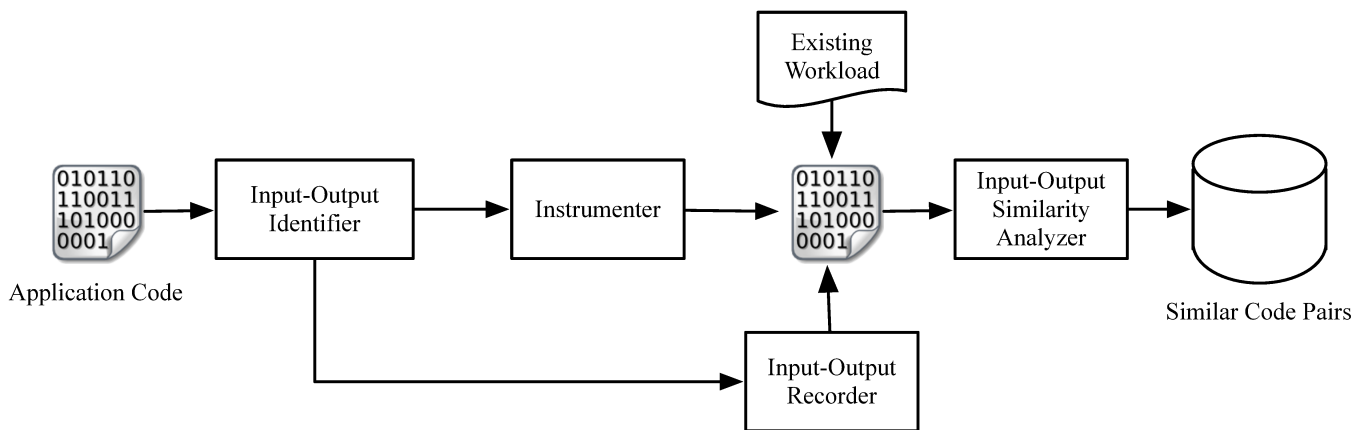 Existing
Workload
010110
110011
101000
0001
Application Code
Input-Output
Identifier
Instrumenter
010110
110011
101000
0001
Input-Output
Similarity
Analyzer
Similar Code Pairs
Input-Output
Recorder